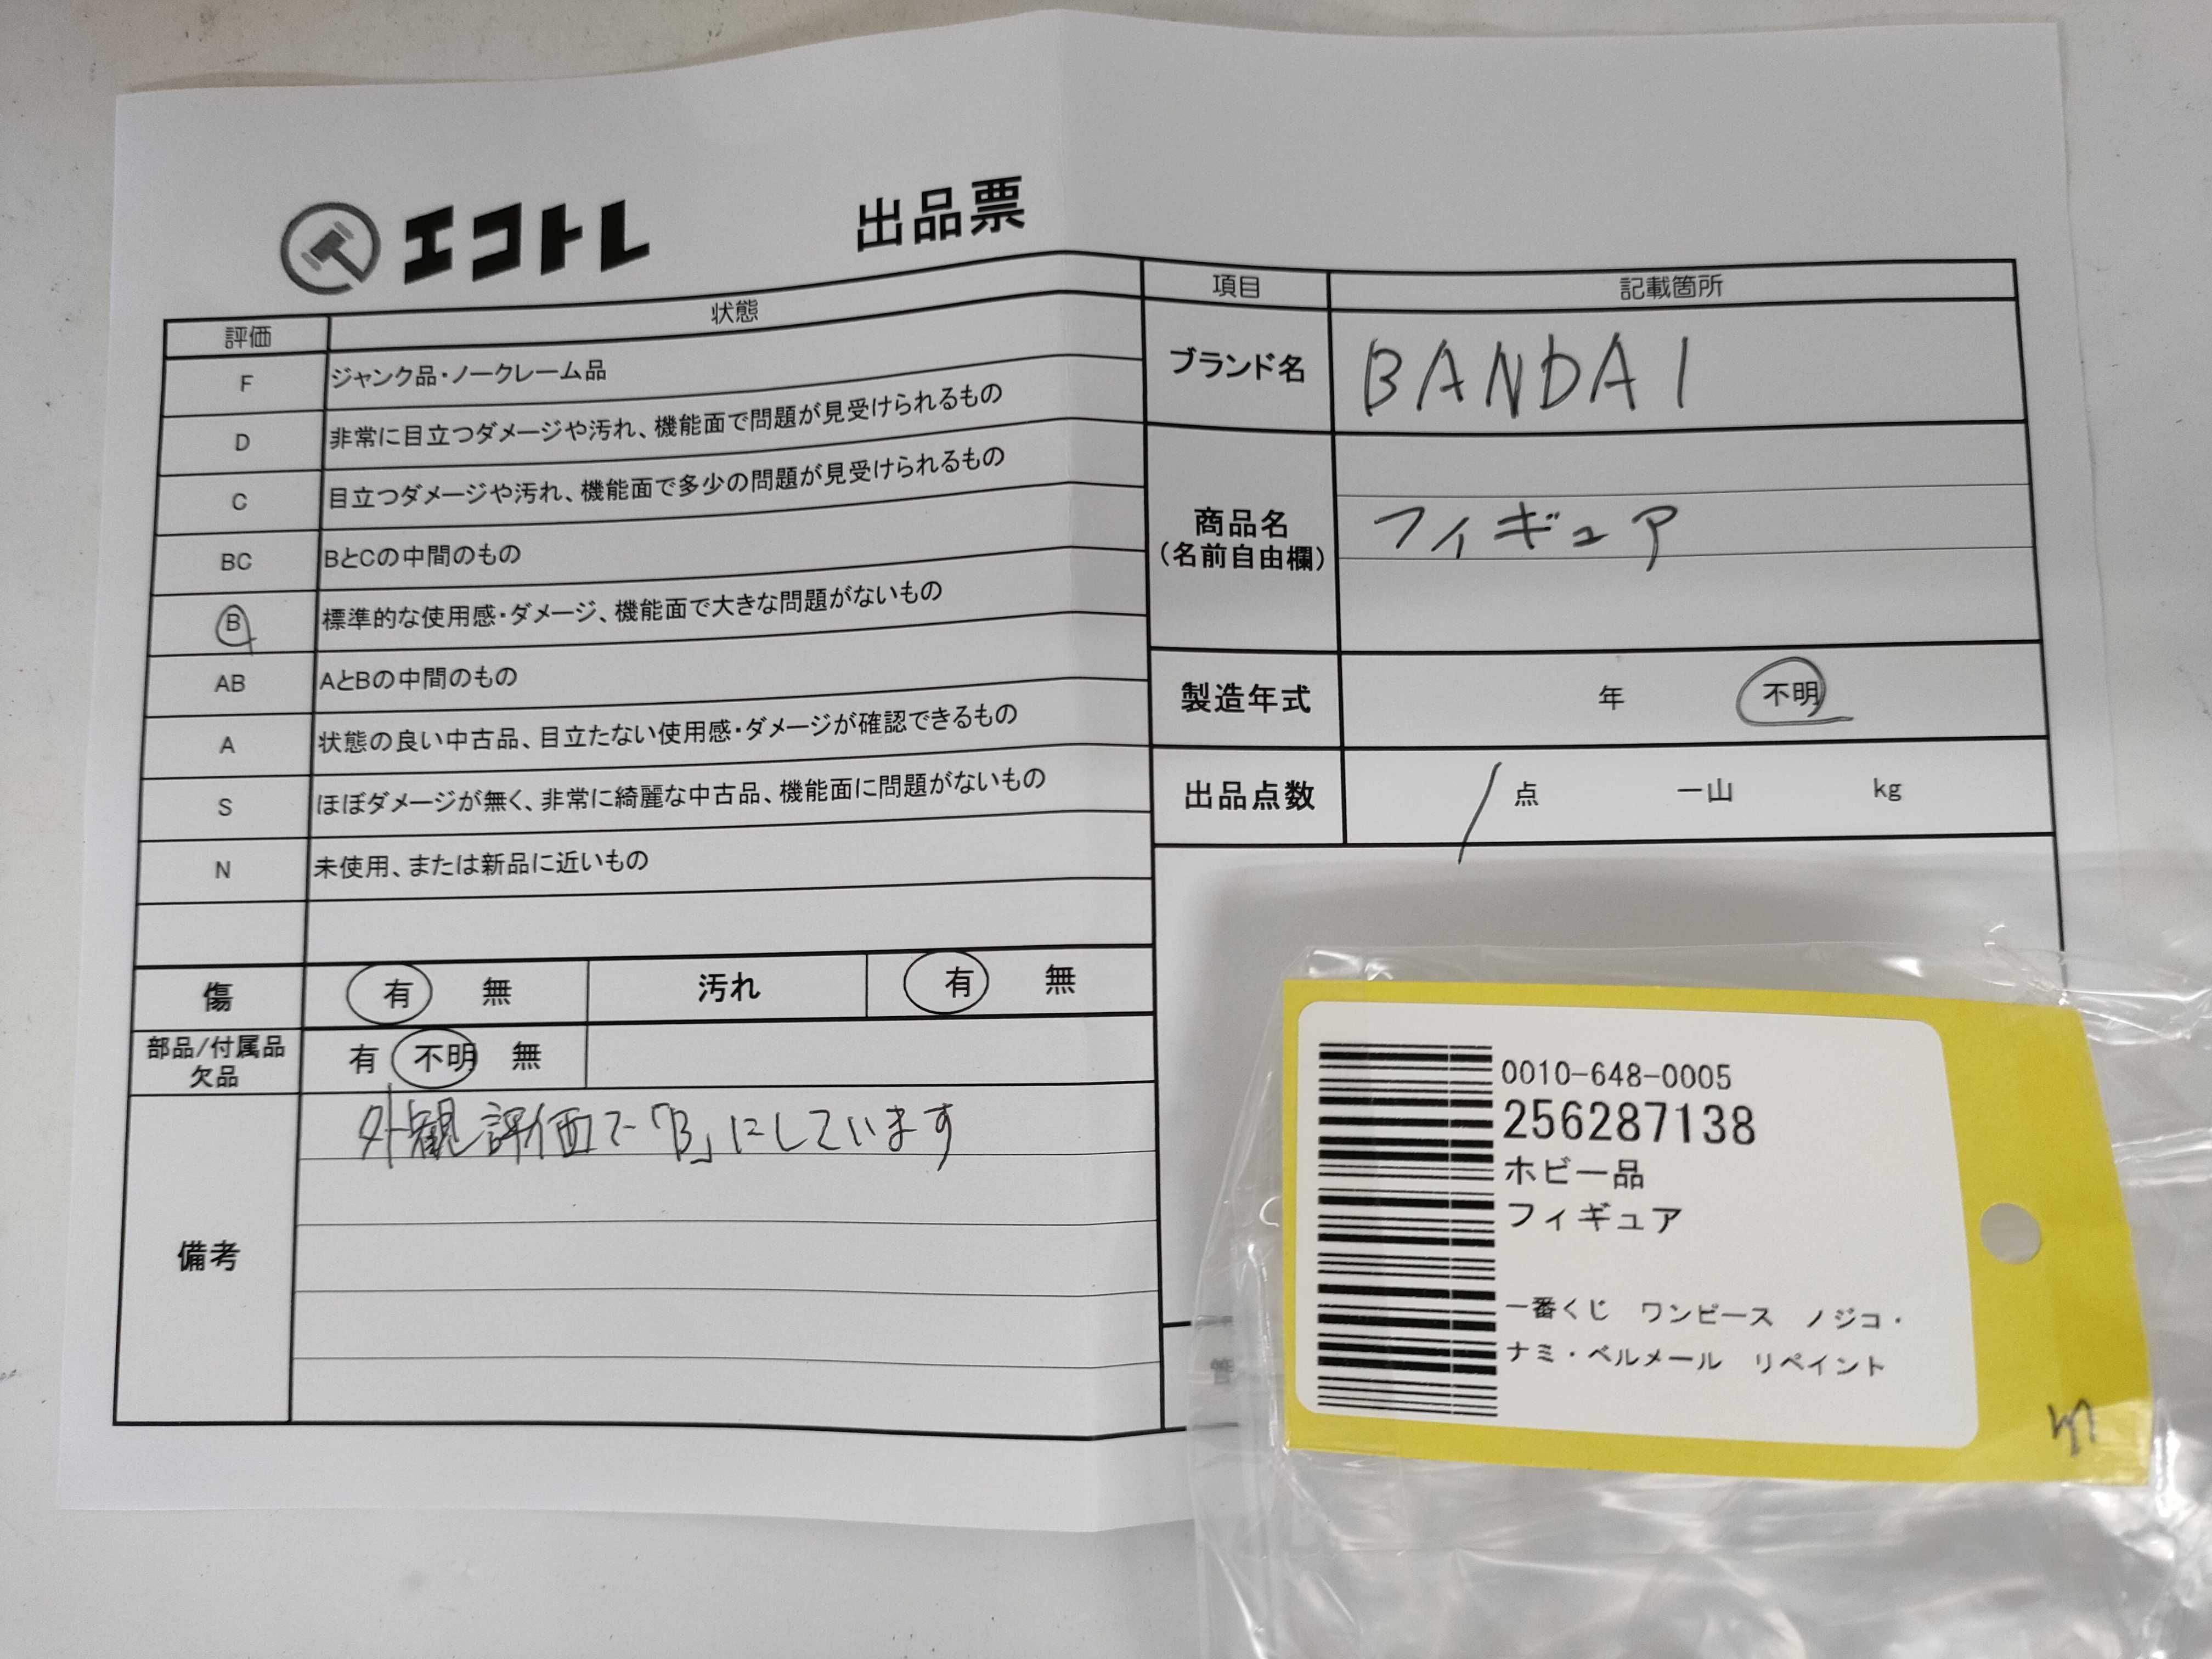 エコトレ 出品票
評価 状態
F ジャンク品・ノークレーム品
D 非常に目立つダメージや汚れ、機能面で問題が見受けられるもの
C 目立つダメージや汚れ、機能面で多少の問題が見受けられるもの
BC BとCの中間のもの
B 標準的な使用感・ダメージ、機能面で大きな問題がないもの
AB AとBの中間のもの
A 状態の良い中古品、目立たない使用感・ダメージが確認できるもの
S ほぼダメージが無く、非常に綺麗な中古品、機能面に問題がないもの
N 未使用、または新品に近いもの
傷 有 無 汚れ 有 無
部品/付属品
欠品 有 不明 無
備考 外観評価で「B」にしています
項目 記載箇所
ブランド名 BANDAI
商品名
(名前自由欄) フィギュア
製造年式 年 不明
出品点数 1 点 一山 kg
管
0010-648-0005
256287138
ホビー品
フィギュア
一番くじ ワンピース ノジコ・
ナミ・ベルメール リペイント